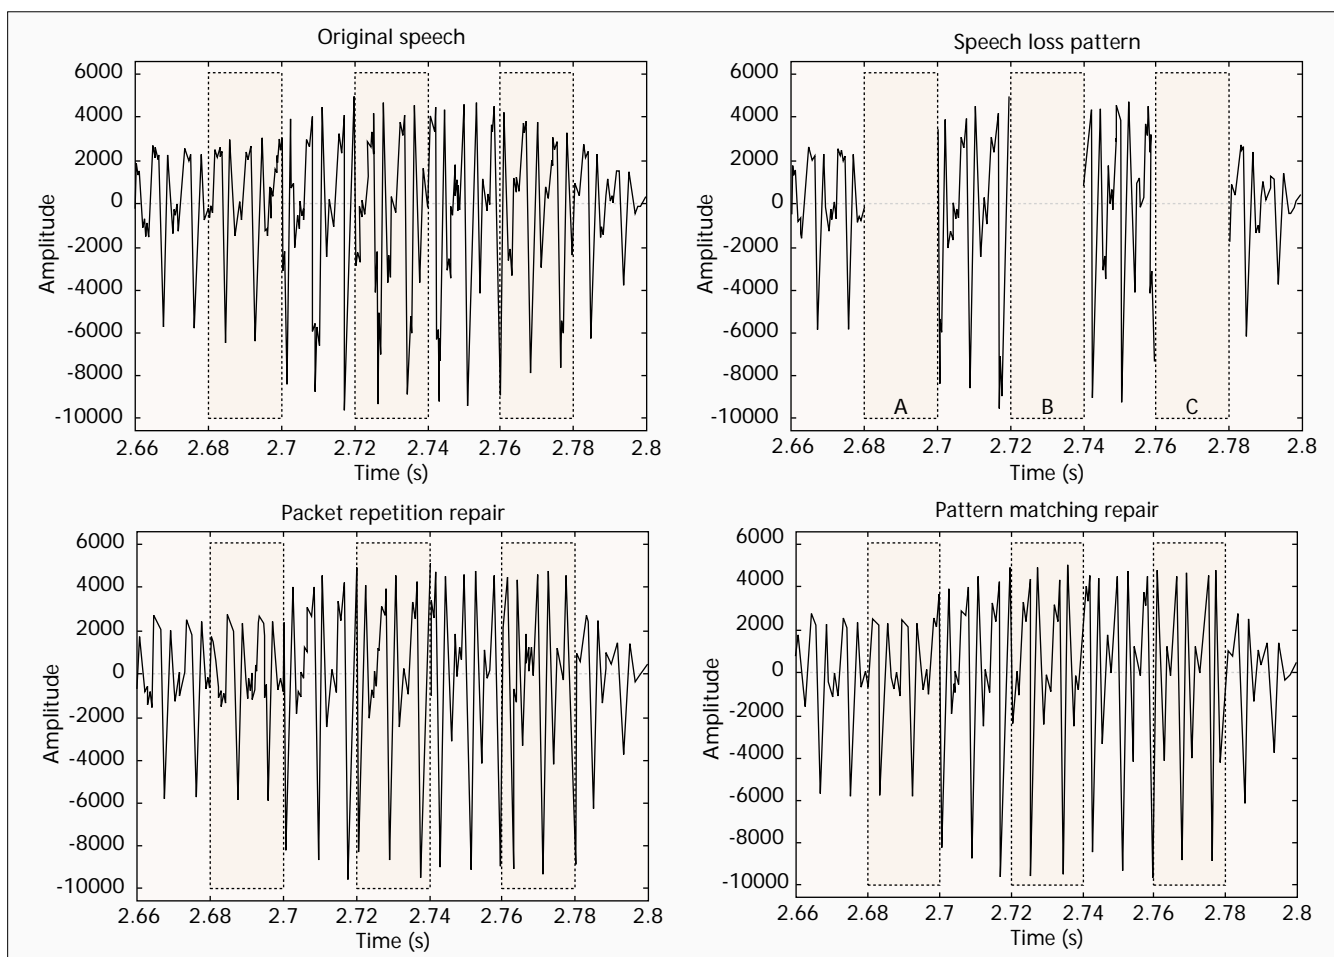 Original speech
6000
4000
2000
0
-2000
-4000
-6000
-8000
-10000
Amplitude
2.66 2.68 2.7 2.72 2.74 2.76 2.78 2.8
Time (s)
Speech loss pattern
6000
4000
2000
0
-2000
-4000
-6000
-8000
-10000
Amplitude
A B C
2.66 2.68 2.7 2.72 2.74 2.76 2.78 2.8
Time (s)
Packet repetition repair
6000
4000
2000
0
-2000
-4000
-6000
-8000
-10000
Amplitude
2.66 2.68 2.7 2.72 2.74 2.76 2.78 2.8
Time (s)
Pattern matching repair
6000
4000
2000
0
-2000
-4000
-6000
-8000
-10000
Amplitude
2.66 2.68 2.7 2.72 2.74 2.76 2.78 2.8
Time (s)